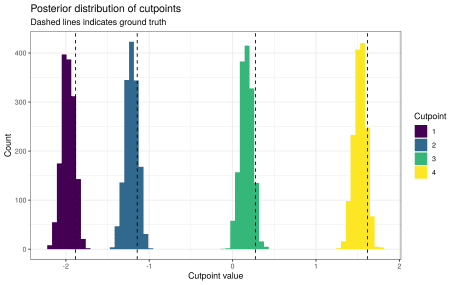 Posterior distribution of cutpoints
Dashed lines indicates ground truth
400
300
200
100
0
Count
-2 -1 0 1 2
Cutpoint value
Cutpoint
1
2
3
4